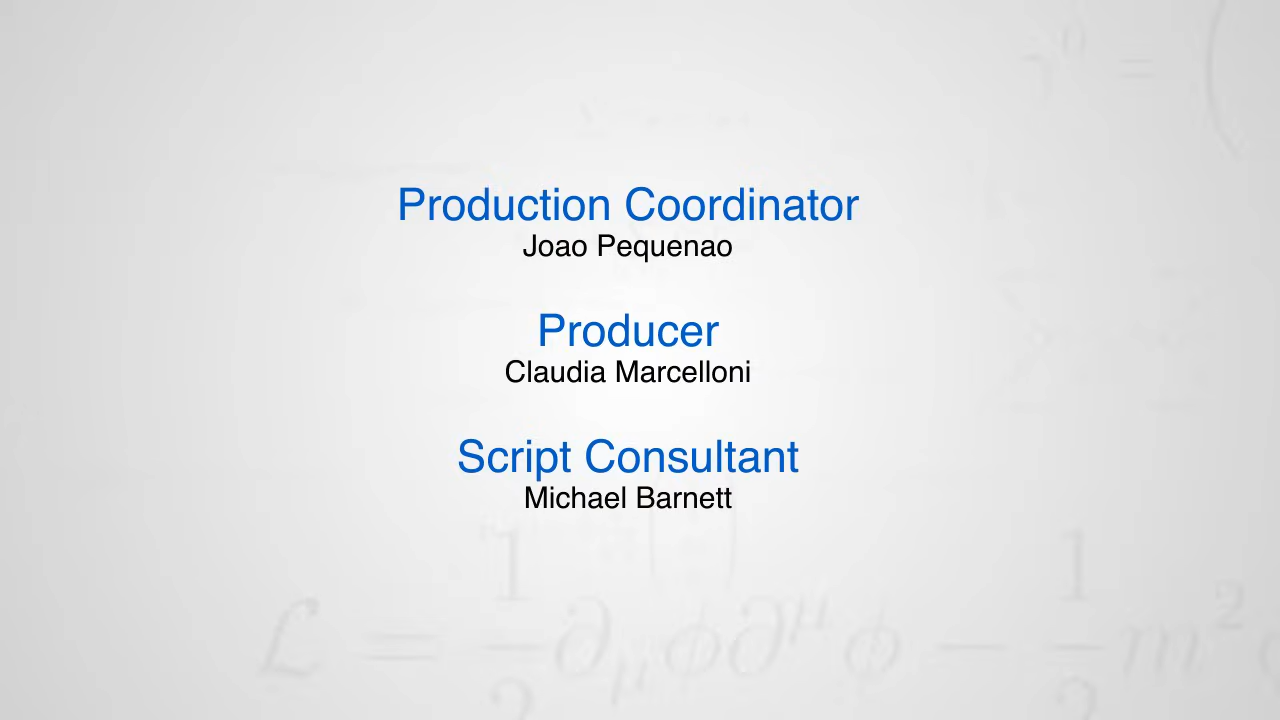 Production Coordinator
Joao Pequenao
Producer
Claudia Marcelloni
Script Consultant
Michael Barnett